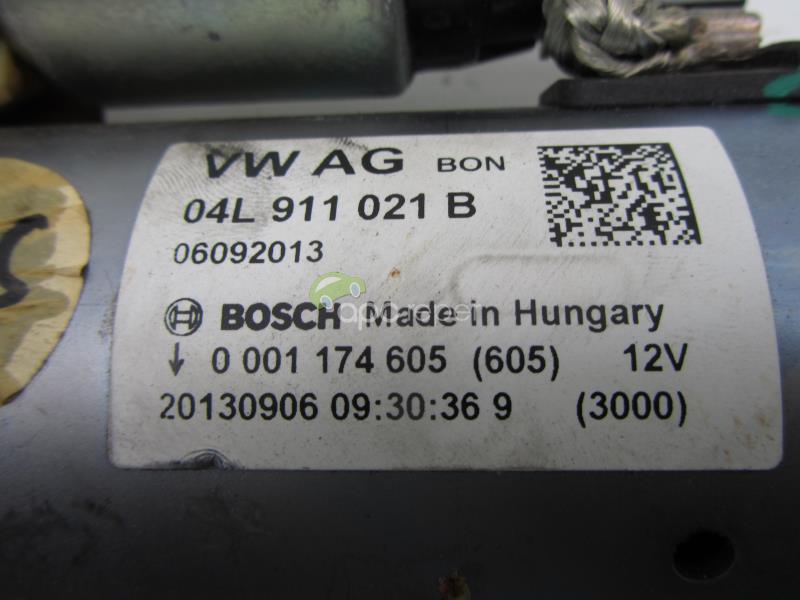 VW AG BON
04L 911 021 B
06092013
BOSCH Made in Hungary
↓ 0 001 174 605 (605) 12V
20130906 09:30:36 9 (3000)